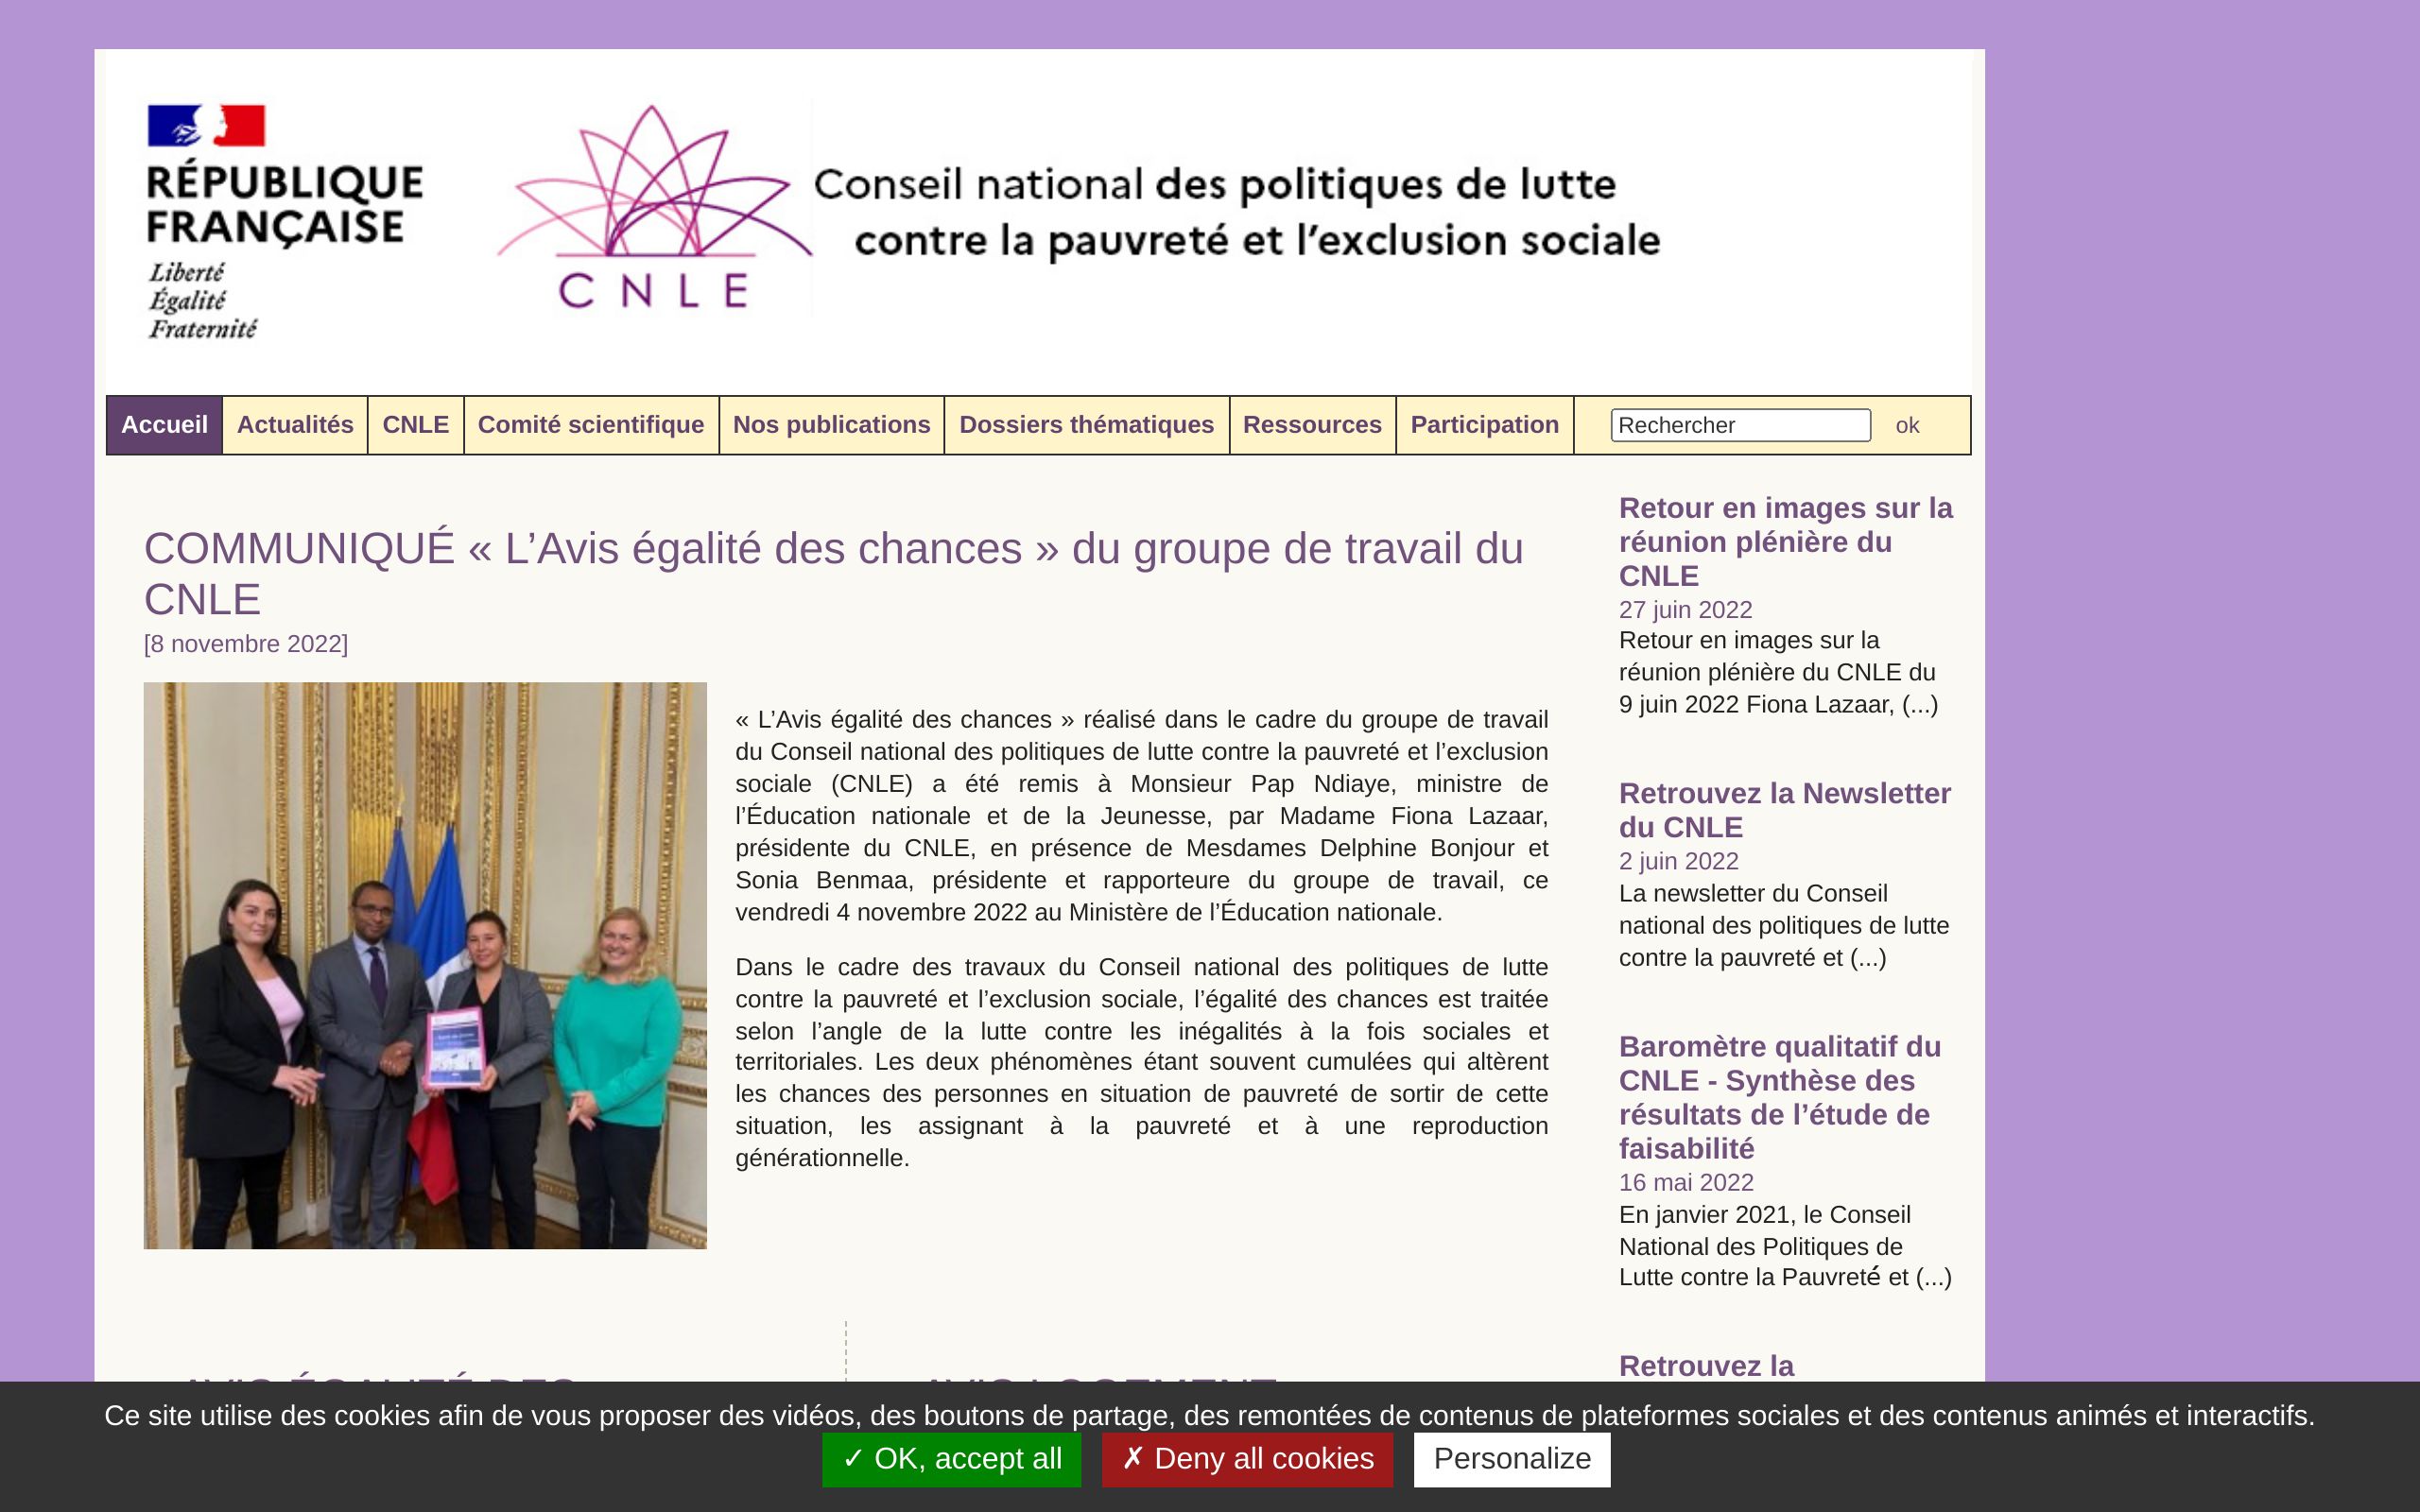 RÉPUBLIQUE
FRANÇAISE
Liberté
Égalité
Fraternité
CNLE
Conseil national des politiques de lutte
contre la pauvreté et l’exclusion sociale
Accueil Actualités CNLE Comité scientifique Nos publications Dossiers thématiques Ressources Participation Rechercher ok
COMMUNIQUÉ « L’Avis égalité des chances » du groupe de travail du
CNLE
[8 novembre 2022]
« L’Avis égalité des chances » réalisé dans le cadre du groupe de travail
du Conseil national des politiques de lutte contre la pauvreté et l’exclusion
sociale (CNLE) a été remis à Monsieur Pap Ndiaye, ministre de
l’Éducation nationale et de la Jeunesse, par Madame Fiona Lazaar,
présidente du CNLE, en présence de Mesdames Delphine Bonjour et
Sonia Benmaa, présidente et rapporteure du groupe de travail, ce
vendredi 4 novembre 2022 au Ministère de l’Éducation nationale.
Dans le cadre des travaux du Conseil national des politiques de lutte
contre la pauvreté et l’exclusion sociale, l’égalité des chances est traitée
selon l’angle de la lutte contre les inégalités à la fois sociales et
territoriales. Les deux phénomènes étant souvent cumulées qui altèrent
les chances des personnes en situation de pauvreté de sortir de cette
situation, les assignant à la pauvreté et à une reproduction
générationnelle.
Retour en images sur la
réunion plénière du
CNLE
27 juin 2022
Retour en images sur la
réunion plénière du CNLE du
9 juin 2022 Fiona Lazaar, (...)
Retrouvez la Newsletter
du CNLE
2 juin 2022
La newsletter du Conseil
national des politiques de lutte
contre la pauvreté et (...)
Baromètre qualitatif du
CNLE - Synthèse des
résultats de l’étude de
faisabilité
16 mai 2022
En janvier 2021, le Conseil
National des Politiques de
Lutte contre la Pauvreté et (...)
Retrouvez la
AVIS ÉGALITÉ DES
AVIS LOGEMENT
Ce site utilise des cookies afin de vous proposer des vidéos, des boutons de partage, des remontées de contenus de plateformes sociales et des contenus animés et interactifs.
✓ OK, accept all ✗ Deny all cookies Personalize